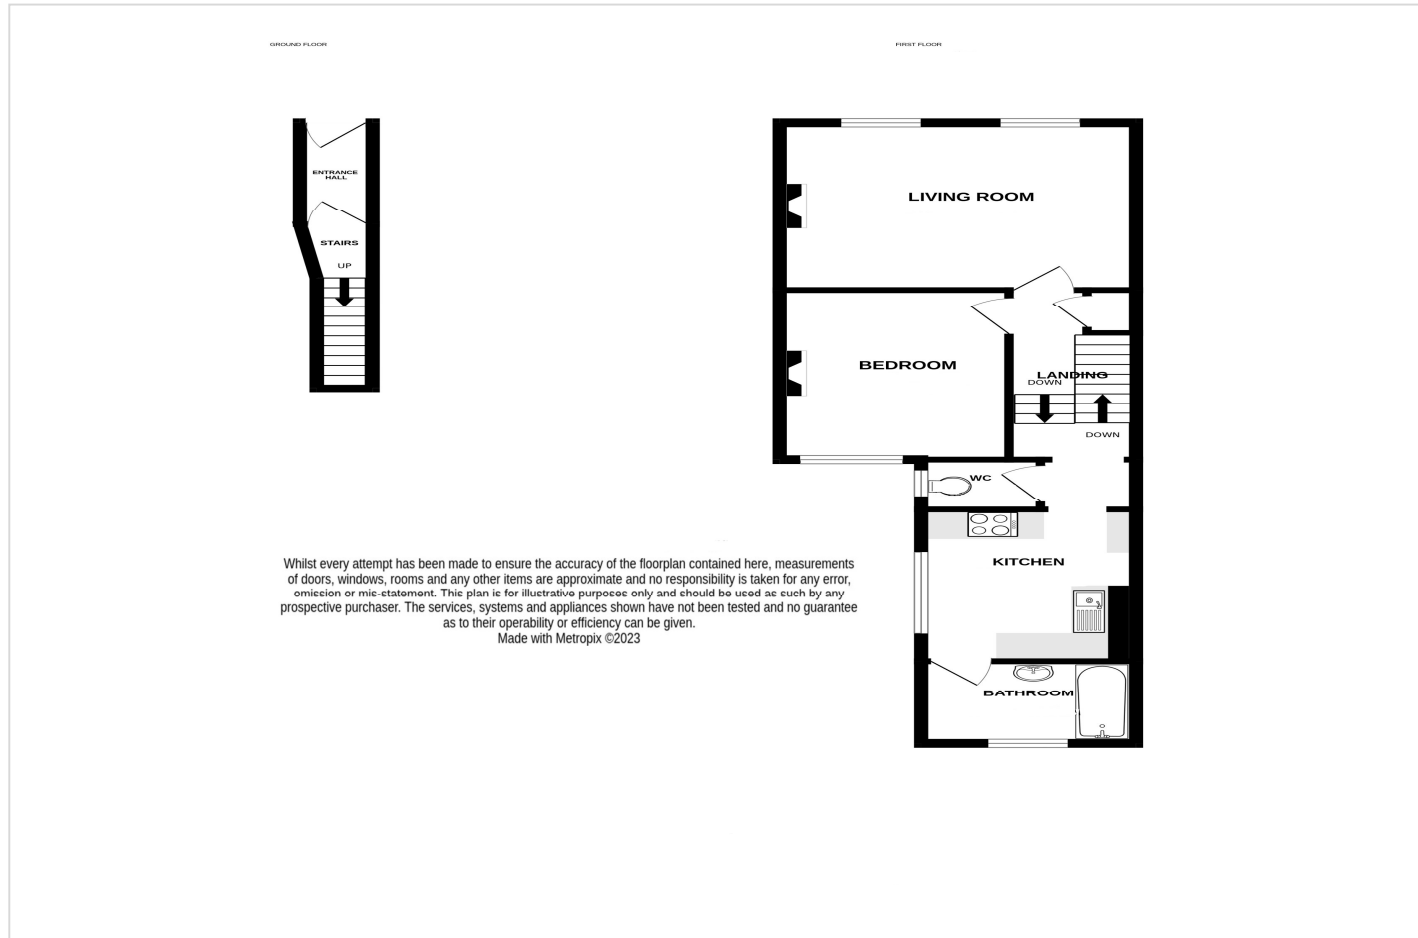 GROUND FLOOR
FIRST FLOOR
ENTRANCE
HALL
STAIRS
UP
LIVING ROOM
BEDROOM
LANDING
DOWN
DOWN
WC
KITCHEN
BATHROOM
Whilst every attempt has been made to ensure the accuracy of the floorplan contained here, measurements
of doors, windows, rooms and any other items are approximate and no responsibility is taken for any error,
omission or mis-statement. This plan is for illustrative purposes only and should be used as such by any
prospective purchaser. The services, systems and appliances shown have not been tested and no guarantee
as to their operability or efficiency can be given.
Made with Metropix ©2023